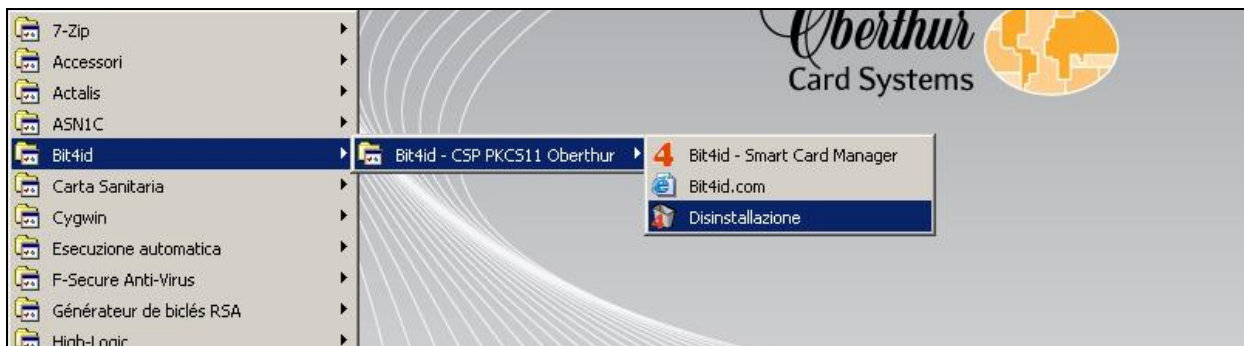 7-Zip
Accessori
Actalis
ASN1C
Bit4id
Carta Sanitaria
Cygwin
Esecuzione automatica
F-Secure Anti-Virus
Générateur de biclés RSA
High-Logic
Bit4id - CSP PKCS11 Oberthur
Bit4id - Smart Card Manager
Bit4id.com
Disinstallazione
Oberthur
Card Systems